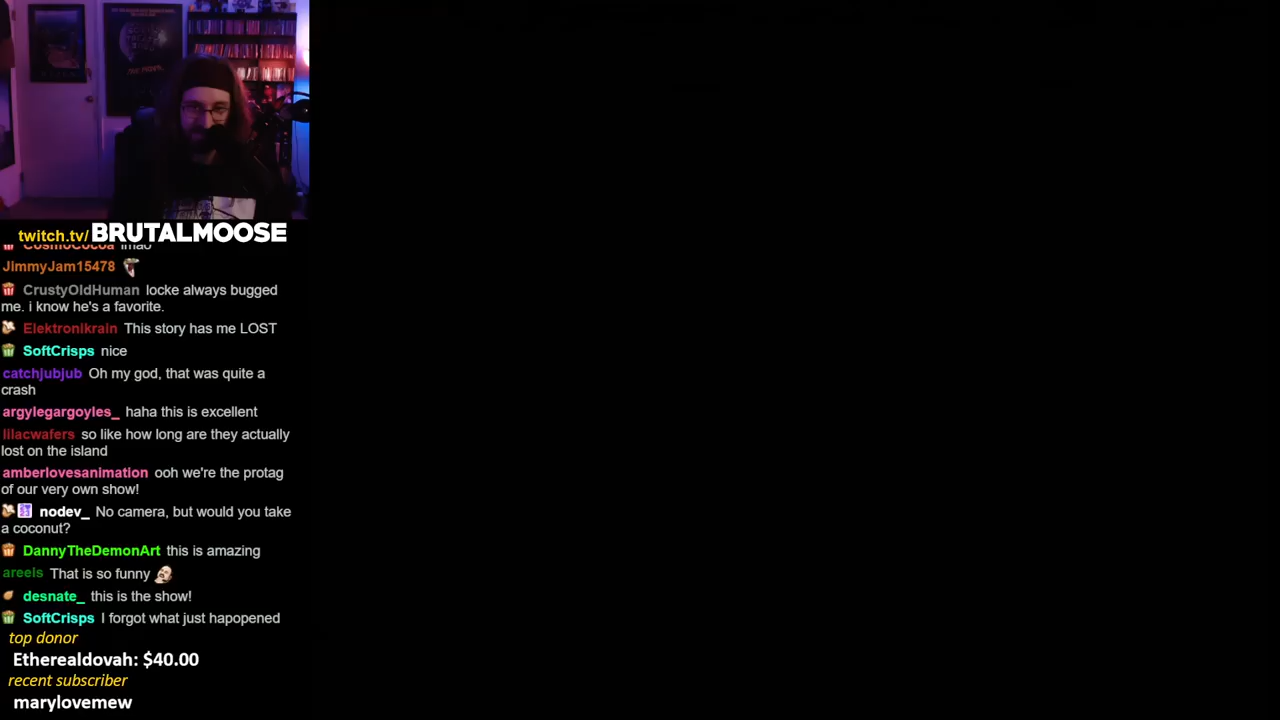 twitch.tv/BRUTALMOOSE
CosmoCocoa lmao
JImmyJam15478
CrustyOldHuman locke always bugged
me. i know he's a favorite.
Elektronikrain This story has me LOST
SoftCrisps nice
catchjubjub Oh my god, that was quite a
crash
argylegargoyles_ haha this is excellent
lilacwafers so like how long are they actually
lost on the island
amberlovesanimation ooh we're the protag
of our very own show!
nodev_ No camera, but would you take
a coconut?
DannyTheDemonArt this is amazing
areels That is so funny
desnate_ this is the show!
SoftCrisps I forgot what just hapopened
top donor
Etherealdovah: $40.00
recent subscriber
marylovemew